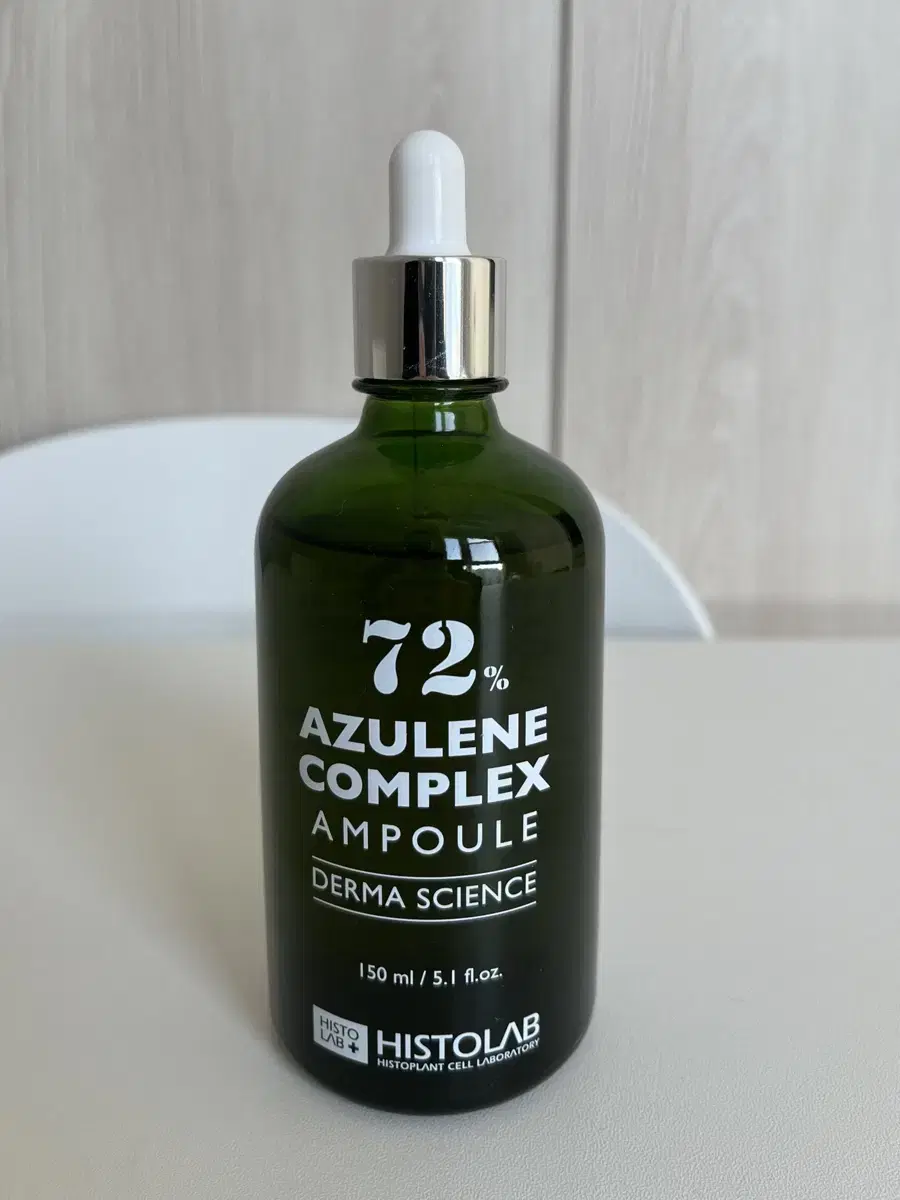 72%
AZULENE
COMPLEX
AMPOULE
DERMA SCIENCE
150 ml / 5.1 fl.oz.
HISTO
LAB+
HISTOLAB
HISTOPLANT CELL LABORATORY